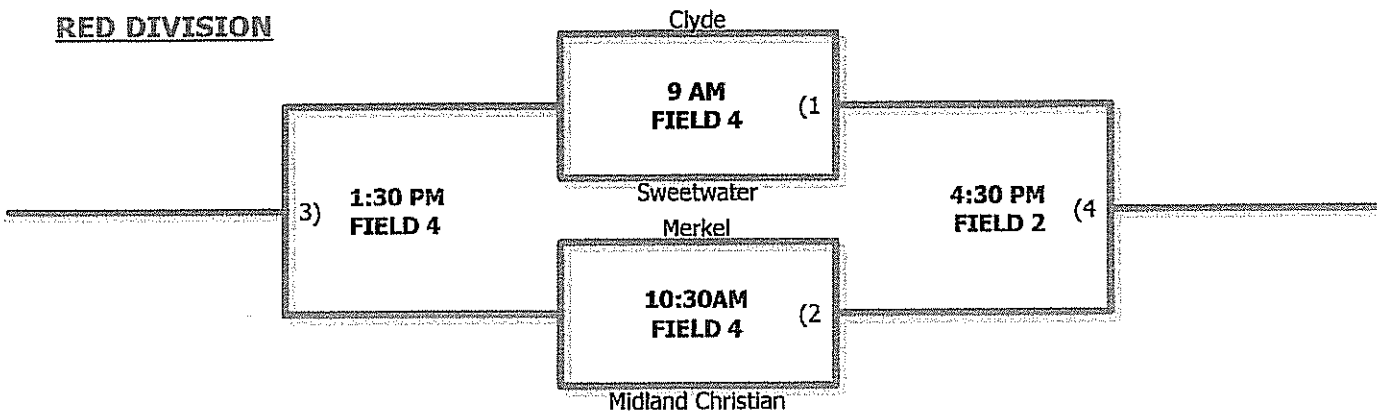 RED DIVISION
Clyde
9 AM
FIELD 4
(1
Sweetwater
1:30 PM
FIELD 4
3)
4:30 PM
FIELD 2
(4
Merkel
10:30AM
FIELD 4
(2
Midland Christian